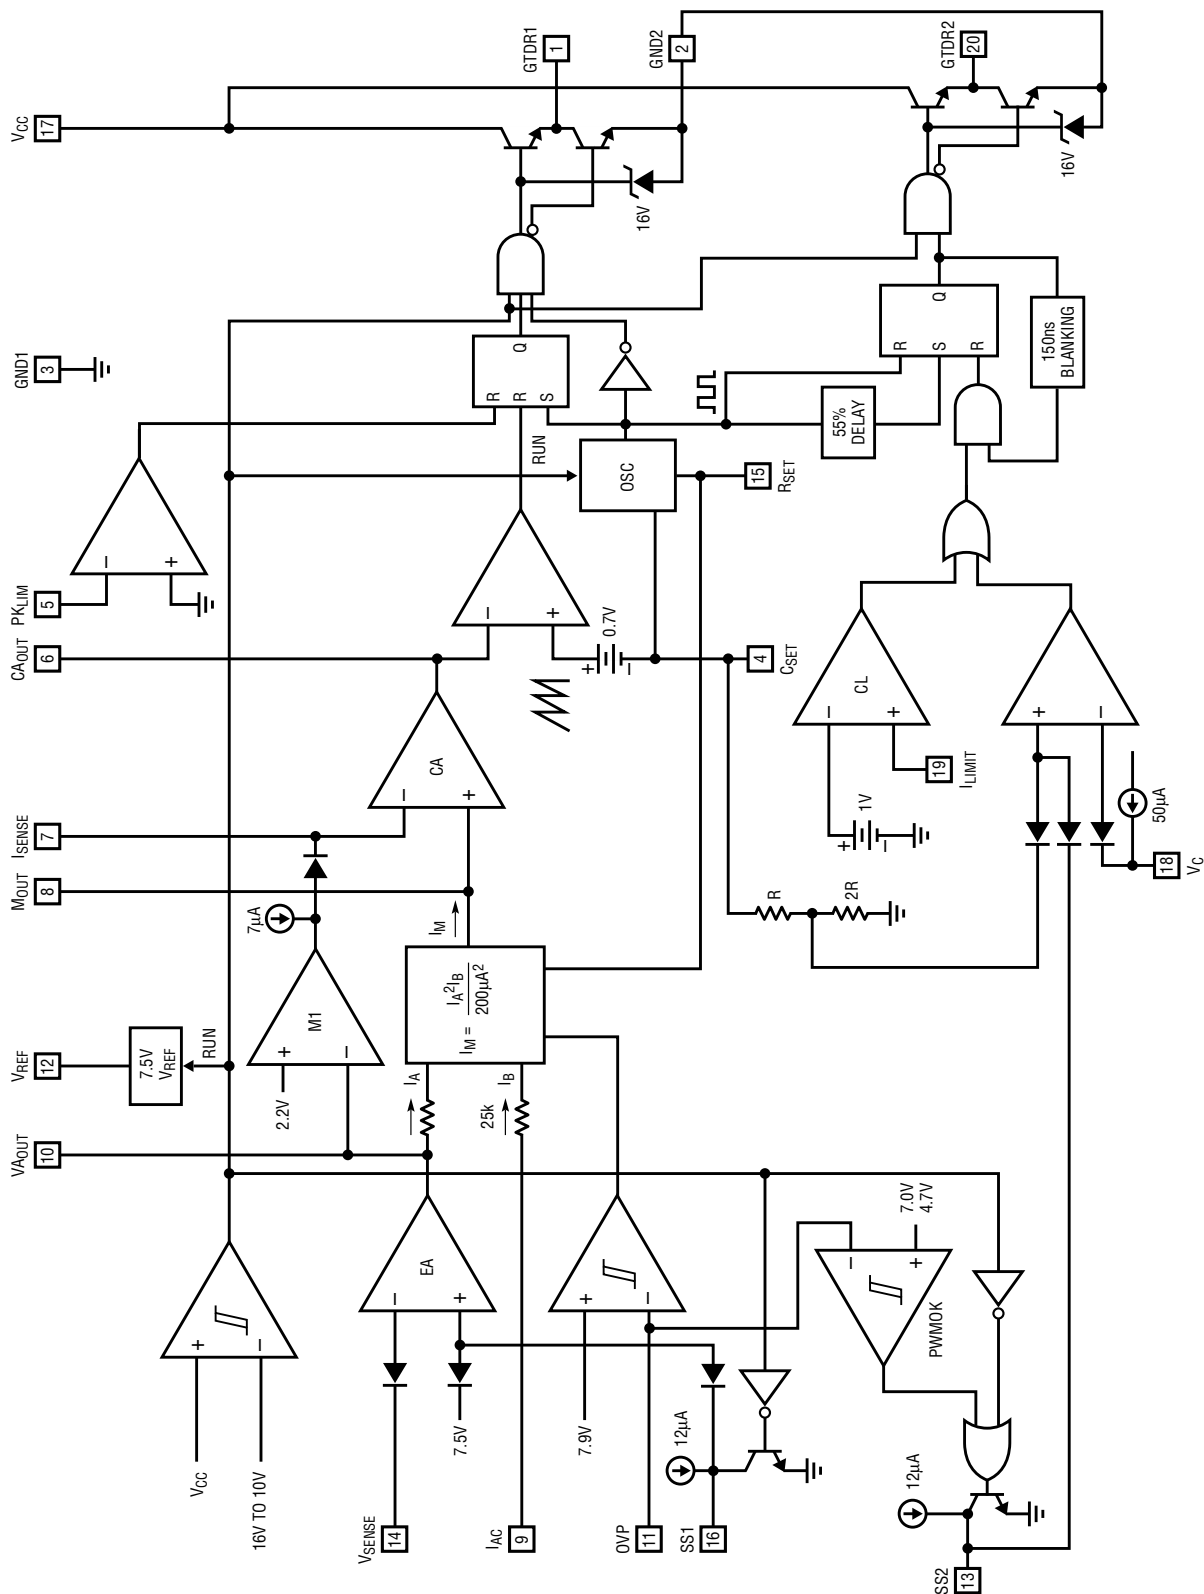 VCC
17
GTDR1
1
GND2
2
GTDR2
20
16V
16V
GND1
3
Q
R
R
S
RUN
OSC
15
RSET
55%
DELAY
Q
R
S
R
150ns
BLANKING
PKLIM
5
−
+
CAOUT
6
−
+
+
−
0.7V
4
CSET
CA
−
+
ISENSE
7
MOUT
8
7µA
IM
M1
+
−
2.2V
IM = IA²IB
200µA²
IA
IB
25k
VREF
12
7.5V
VREF
RUN
VAOUT
10
CL
−
+
1V
+
−
19
ILIMIT
+
−
50µA
18
VC
R
2R
+
−
VCC
16V TO 10V
EA
−
+
7.5V
VSENSE
14
IAC
9
+
−
7.9V
OVP
11
SS1
16
12µA
−
+
7.0V
4.7V
PWMOK
12µA
SS2
13